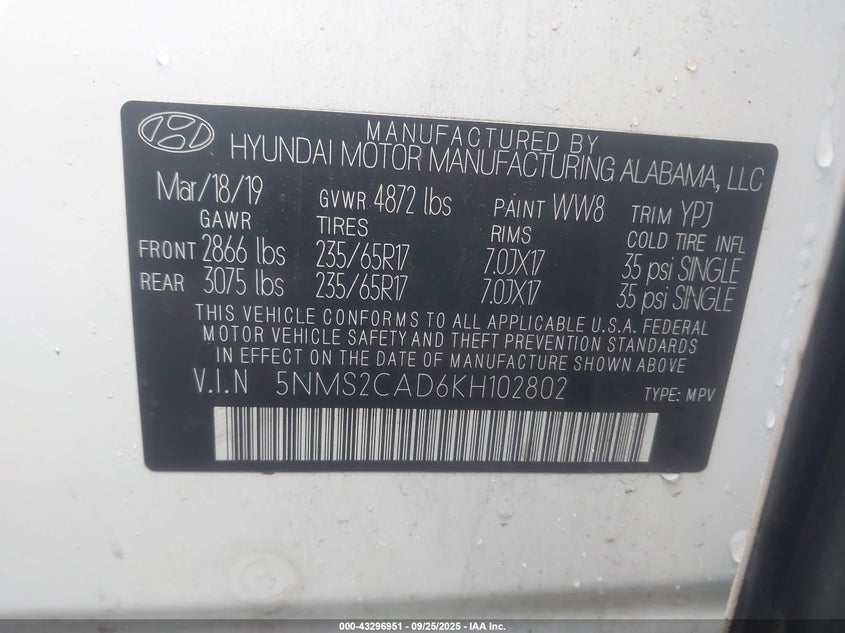 MANUFACTURED BY
HYUNDAI MOTOR MANUFACTURING ALABAMA, LLC
Mar/18/19 GVWR 4872 lbs PAINT WW8 TRIM YPJ
GAWR TIRES RIMS COLD TIRE INFL
FRONT 2866 lbs 235/65R17 7.0JX17 35 psi SINGLE
REAR 3075 lbs 235/65R17 7.0JX17 35 psi SINGLE
THIS VEHICLE CONFORMS TO ALL APPLICABLE U.S.A. FEDERAL
MOTOR VEHICLE SAFETY AND THEFT PREVENTION STANDARDS
IN EFFECT ON THE DATE OF MANUFACTURE SHOWN ABOVE
V.I.N 5NMS2CAD6KH102802 TYPE: MPV
000-43296951 - 09/25/2025 - IAA Inc.